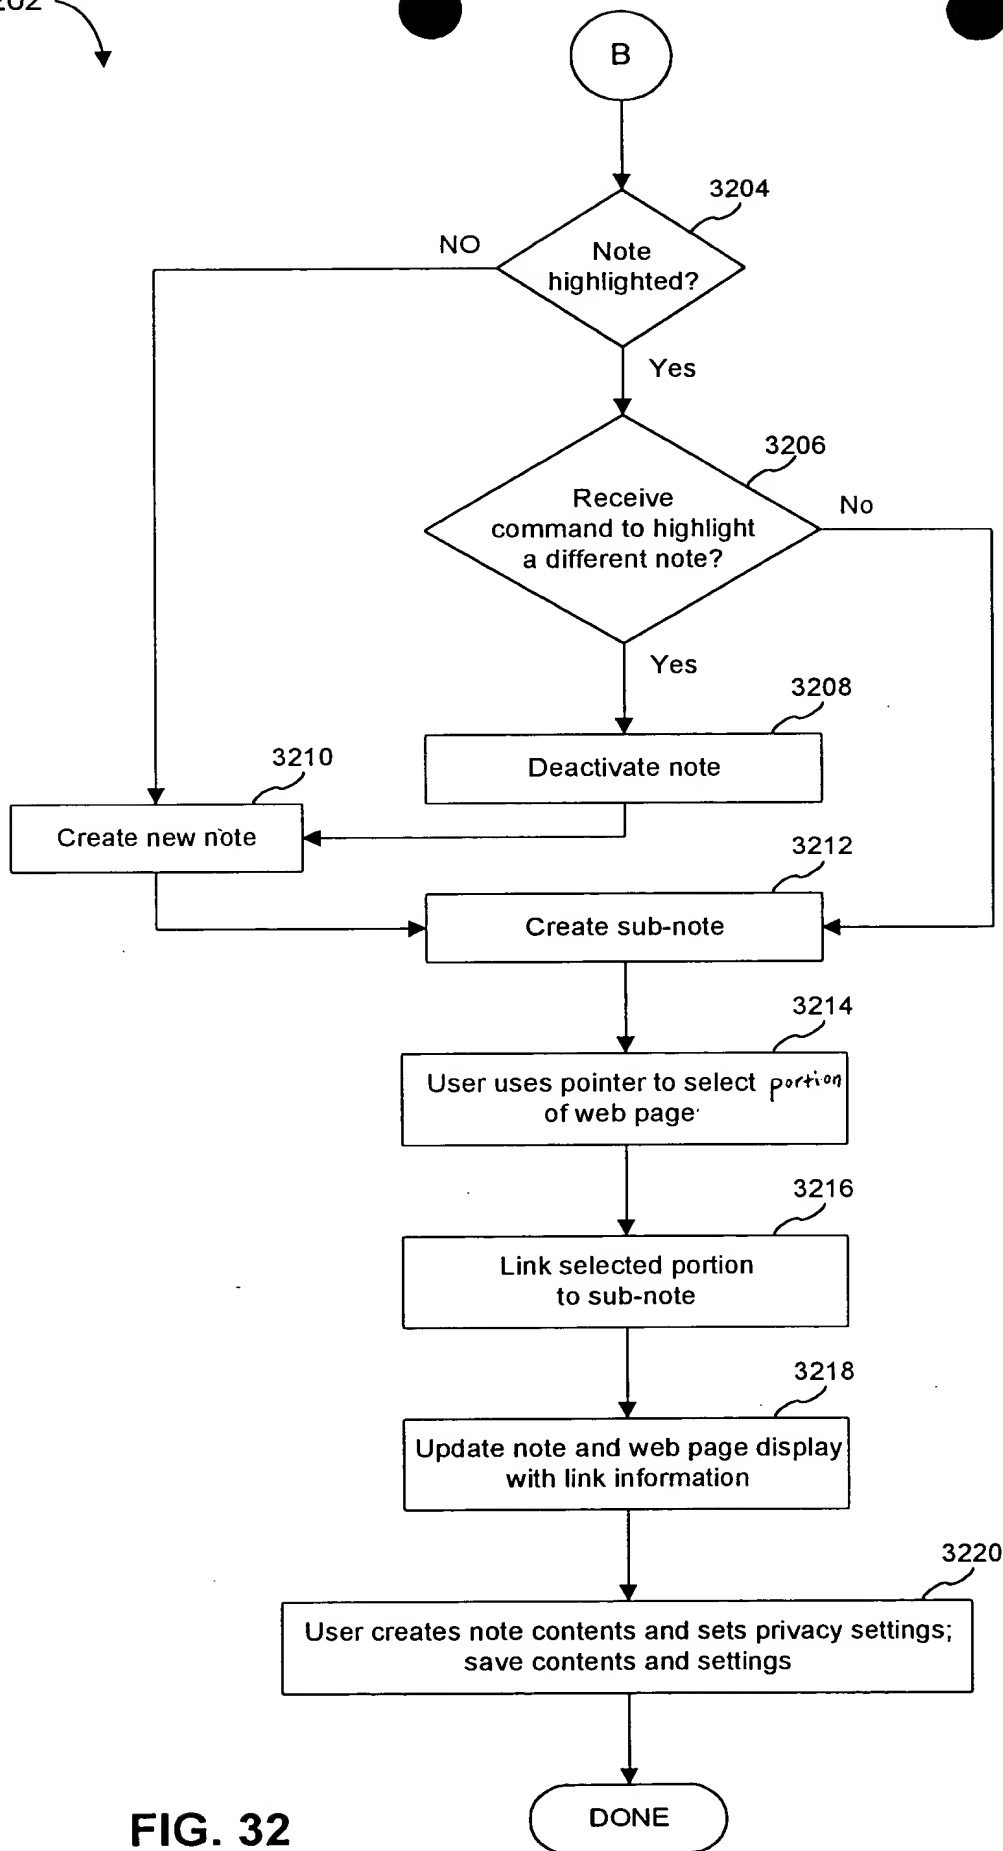 B
3204
NO
Note
highlighted?
Yes
3206
Receive
command to highlight
a different note?
No
Yes
3208
Deactivate note
3210
Create new note
3212
Create sub-note
3214
User uses pointer to select portion
of web page
3216
Link selected portion
to sub-note
3218
Update note and web page display
with link information
3220
User creates note contents and sets privacy settings;
save contents and settings
DONE
FIG. 32